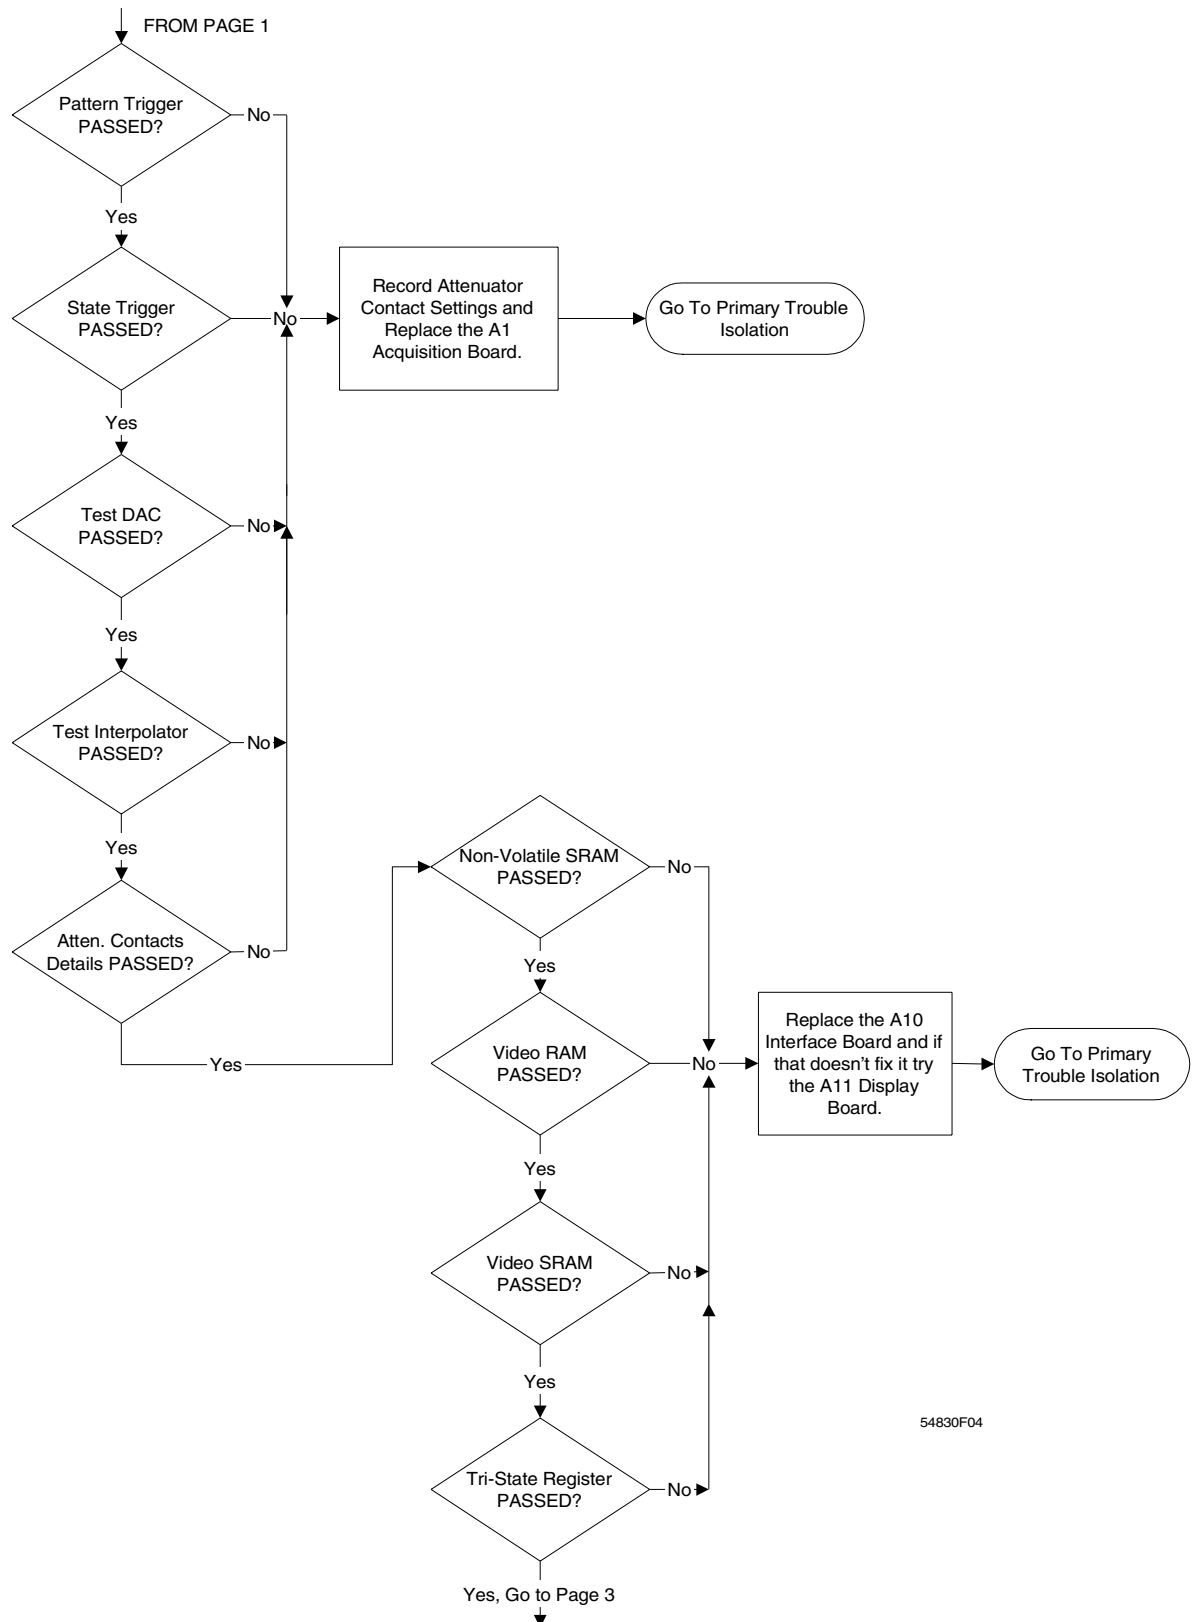 FROM PAGE 1
Pattern Trigger
PASSED?
No
Yes
State Trigger
PASSED?
No
Record Attenuator
Contact Settings and
Replace the A1
Acquisition Board.
Go To Primary Trouble
Isolation
Yes
Test DAC
PASSED?
No
Yes
Test Interpolator
PASSED?
No
Yes
Atten. Contacts
Details PASSED?
No
Yes
Non-Volatile SRAM
PASSED?
No
Yes
Video RAM
PASSED?
No
Replace the A10
Interface Board and if
that doesn't fix it try
the A11 Display
Board.
Go To Primary
Trouble Isolation
Yes
Video SRAM
PASSED?
No
Yes
Tri-State Register
PASSED?
No
Yes, Go to Page 3
54830F04